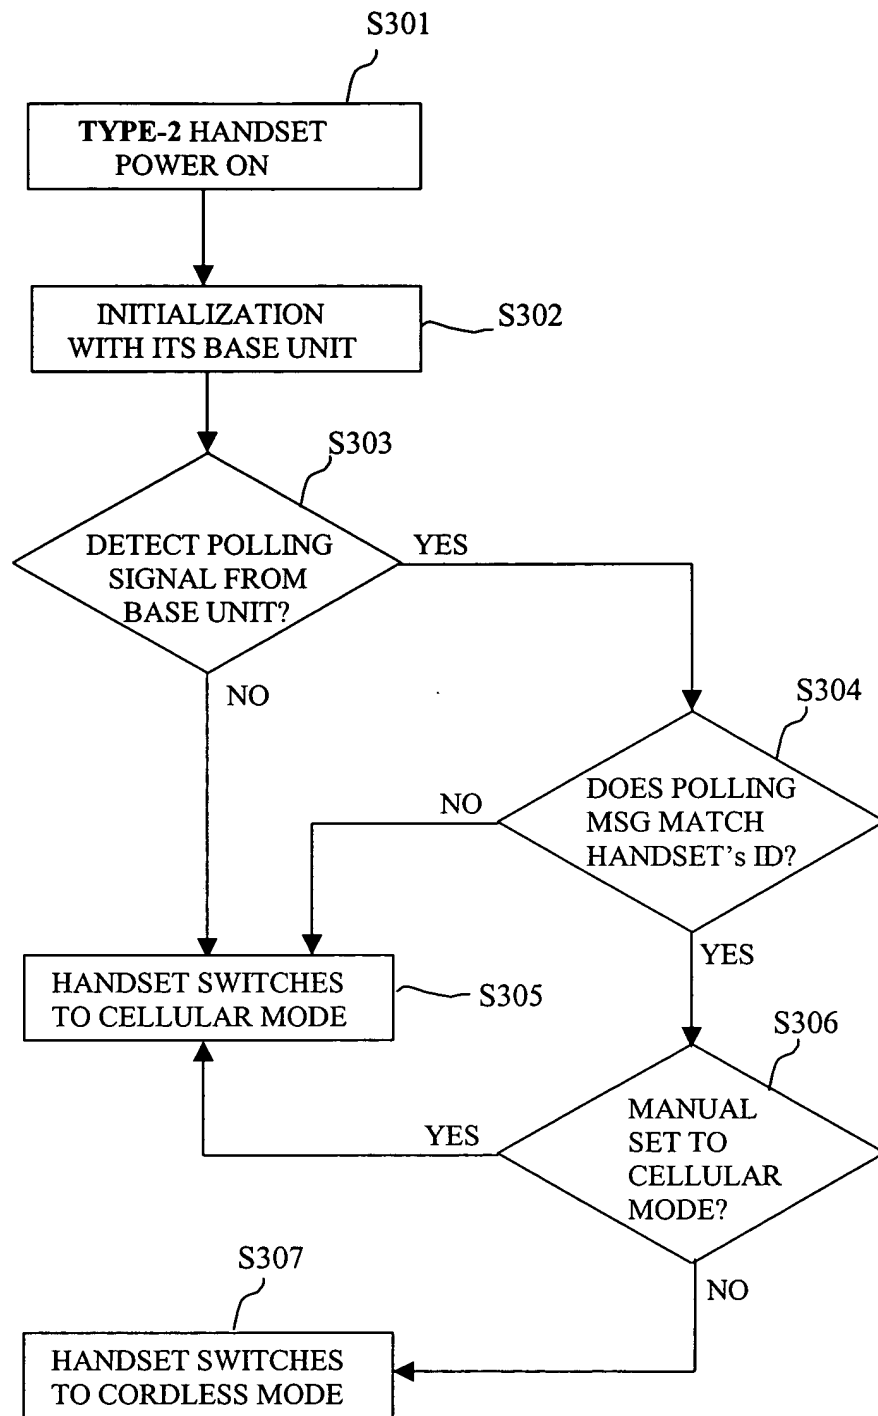 S301
TYPE-2 HANDSET
POWER ON
INITIALIZATION
WITH ITS BASE UNIT
S302
S303
DETECT POLLING
SIGNAL FROM
BASE UNIT?
YES
NO
S304
DOES POLLING
MSG MATCH
HANDSET's ID?
NO
YES
HANDSET SWITCHES
TO CELLULAR MODE
S305
S306
MANUAL
SET TO
CELLULAR
MODE?
YES
NO
S307
HANDSET SWITCHES
TO CORDLESS MODE